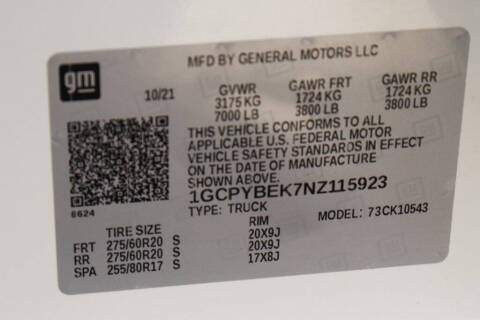 gm
MFD BY GENERAL MOTORS LLC
10/21 GVWR GAWR FRT GAWR RR
3175 KG 1724 KG 1724 KG
7000 LB 3800 LB 3800 LB
THIS VEHICLE CONFORMS TO ALL
APPLICABLE U.S. FEDERAL MOTOR
VEHICLE SAFETY STANDARDS IN EFFECT
ON THE DATE OF MANUFACTURE
SHOWN ABOVE.
1GCPYBEK7NZ115923
8624
TYPE: TRUCK MODEL: 73CK10543
TIRE SIZE RIM
FRT 275/60R20 S 20X9J
RR 275/60R20 S 20X9J
SPA 255/80R17 S 17X8J